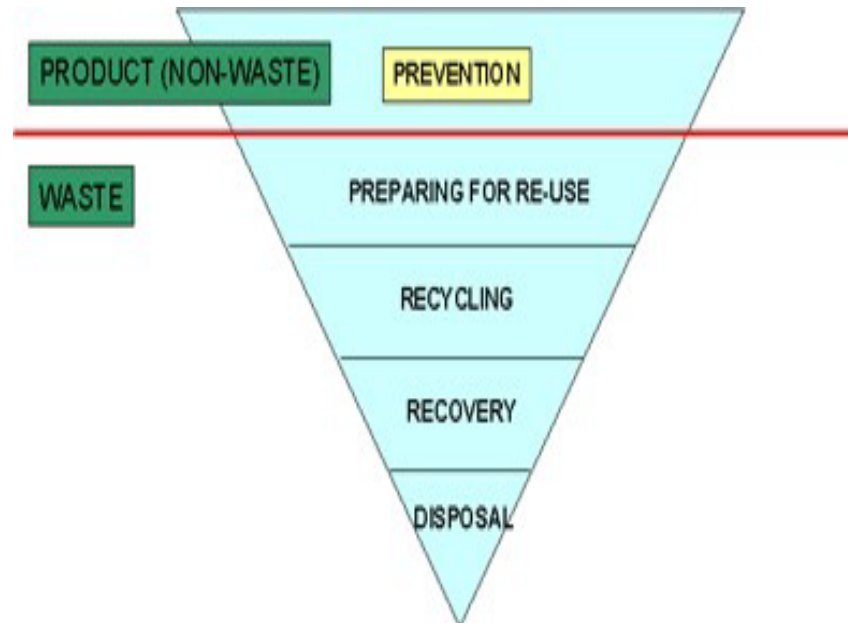 PRODUCT (NON-WASTE)
PREVENTION
WASTE
PREPARING FOR RE-USE
RECYCLING
RECOVERY
DISPOSAL